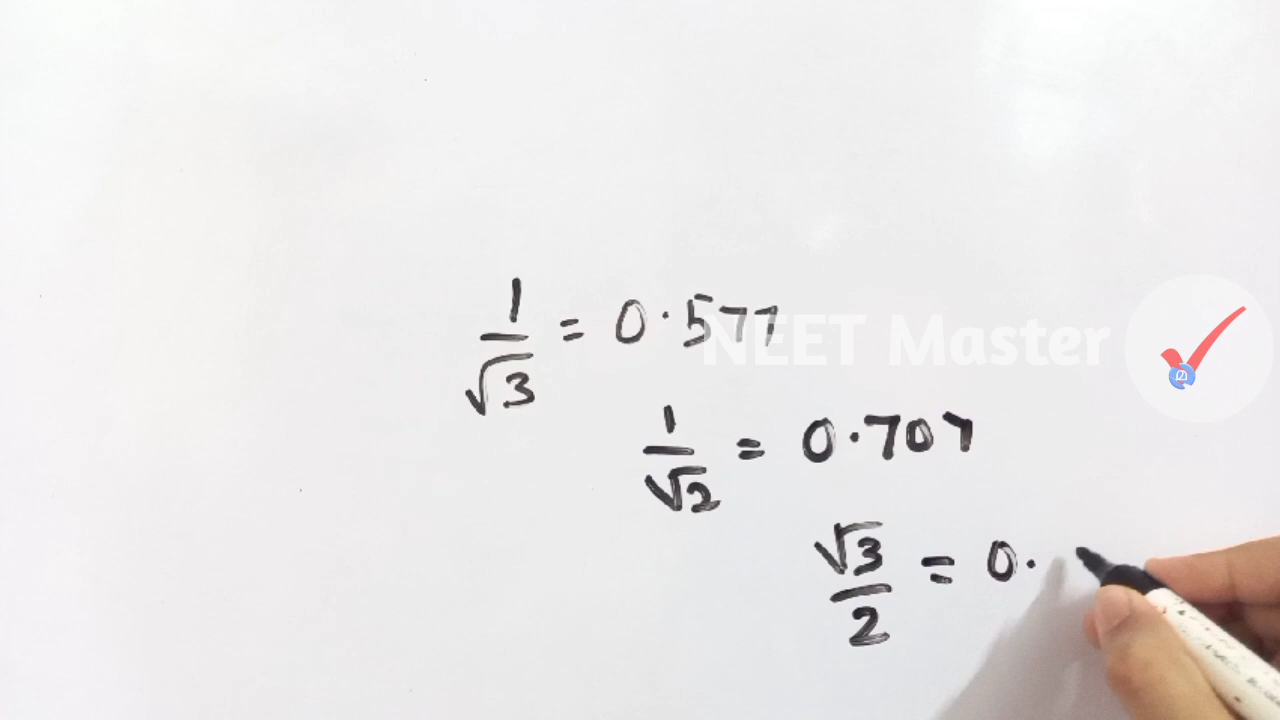 1/√3 = 0.577
NEET Master
1/√2 = 0.707
√3/2 = 0.